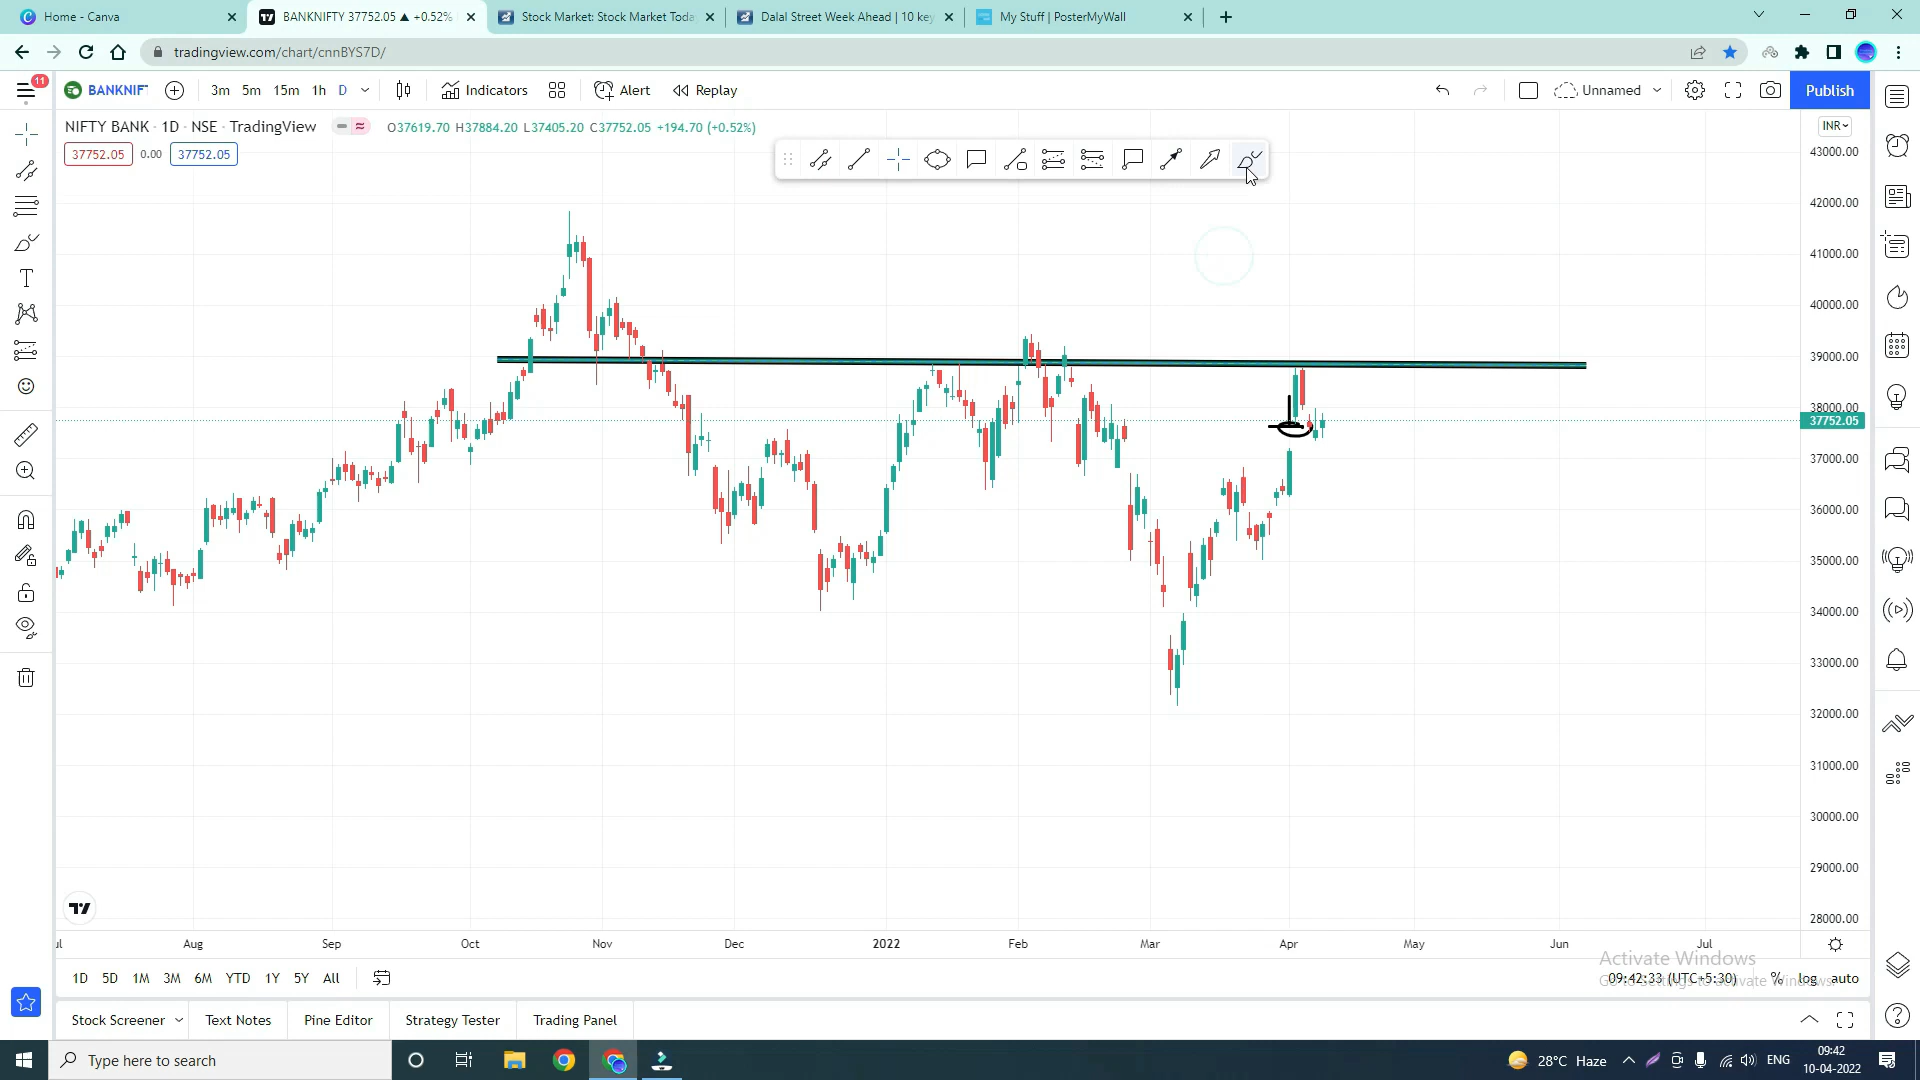 Home - Canva
BANKNIFTY 37752.05 ▲ +0.52%
Stock Market: Stock Market Toda
Dalal Street Week Ahead | 10 key
My Stuff | PosterMyWall
tradingview.com/chart/cnnBYS7D/
11
BANKNIF
3m 5m 15m 1h D
Indicators
Alert
Replay
Unnamed
Publish
NIFTY BANK · 1D · NSE · TradingView
O37619.70 H37884.20 L37405.20 C37752.05 +194.70 (+0.52%)
INR
37752.05 0.00 37752.05
43000.00
42000.00
41000.00
40000.00
39000.00
38000.00
37752.05
37000.00
36000.00
35000.00
34000.00
33000.00
32000.00
31000.00
30000.00
29000.00
28000.00
Aug Sep Oct Nov Dec 2022 Feb Mar Apr May Jun Jul
Activate Windows
Go to Settings to activate Windows.
1D 5D 1M 3M 6M YTD 1Y 5Y All
09:42:33 (UTC+5:30) % log auto
Stock Screener Text Notes Pine Editor Strategy Tester Trading Panel
Type here to search
28°C Haze
ENG
09:42
10-04-2022